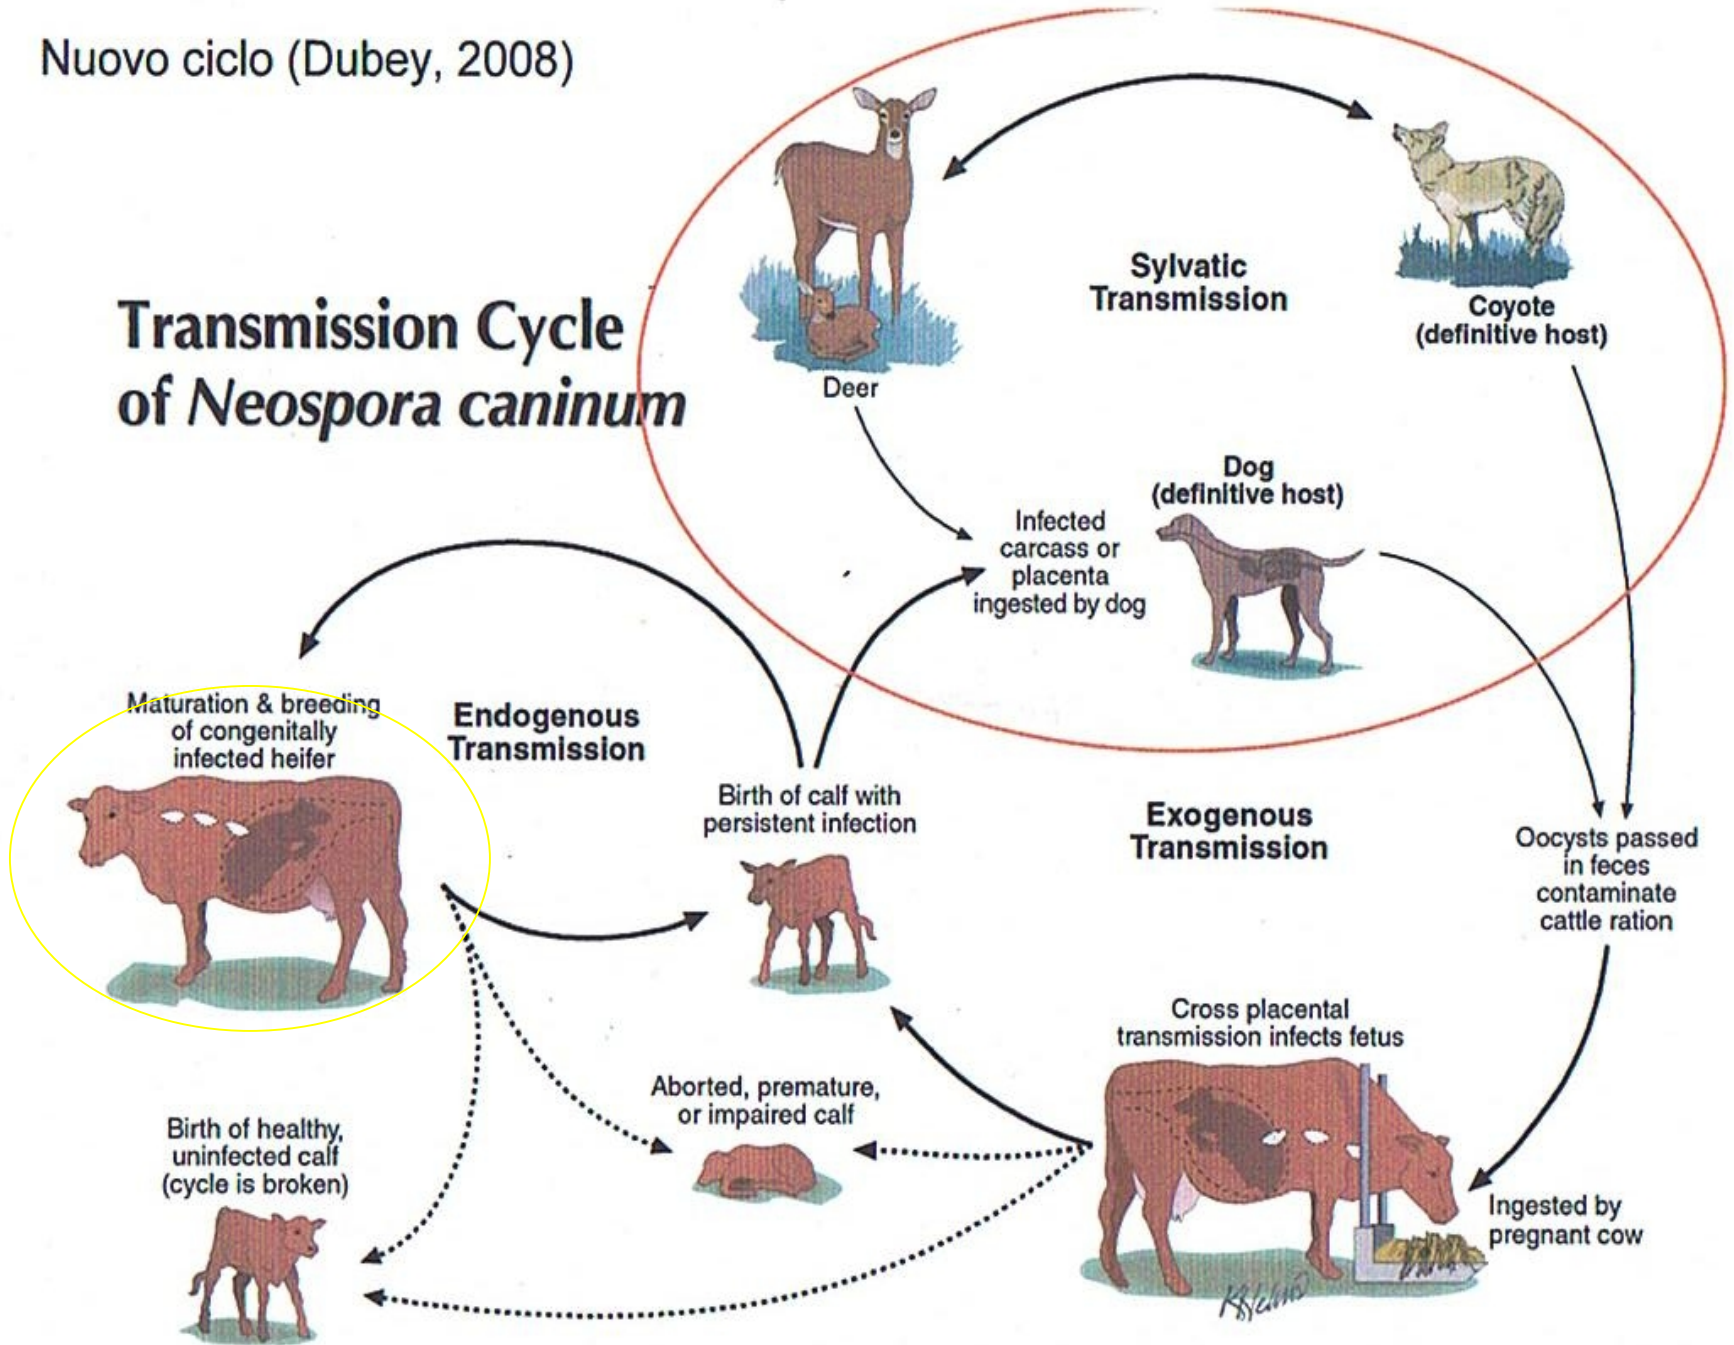 Nuovo ciclo (Dubey, 2008)
Transmission Cycle
of Neospora caninum
Sylvatic
Transmission
Deer
Coyote
(definitive host)
Dog
(definitive host)
Infected
carcass or
placenta
ingested by dog
Maturation & breeding
of congenitally
infected heifer
Endogenous
Transmission
Birth of calf with
persistent infection
Exogenous
Transmission
Oocysts passed
in feces
contaminate
cattle ration
Cross placental
transmission infects fetus
Aborted, premature,
or impaired calf
Birth of healthy,
uninfected calf
(cycle is broken)
Ingested by
pregnant cow